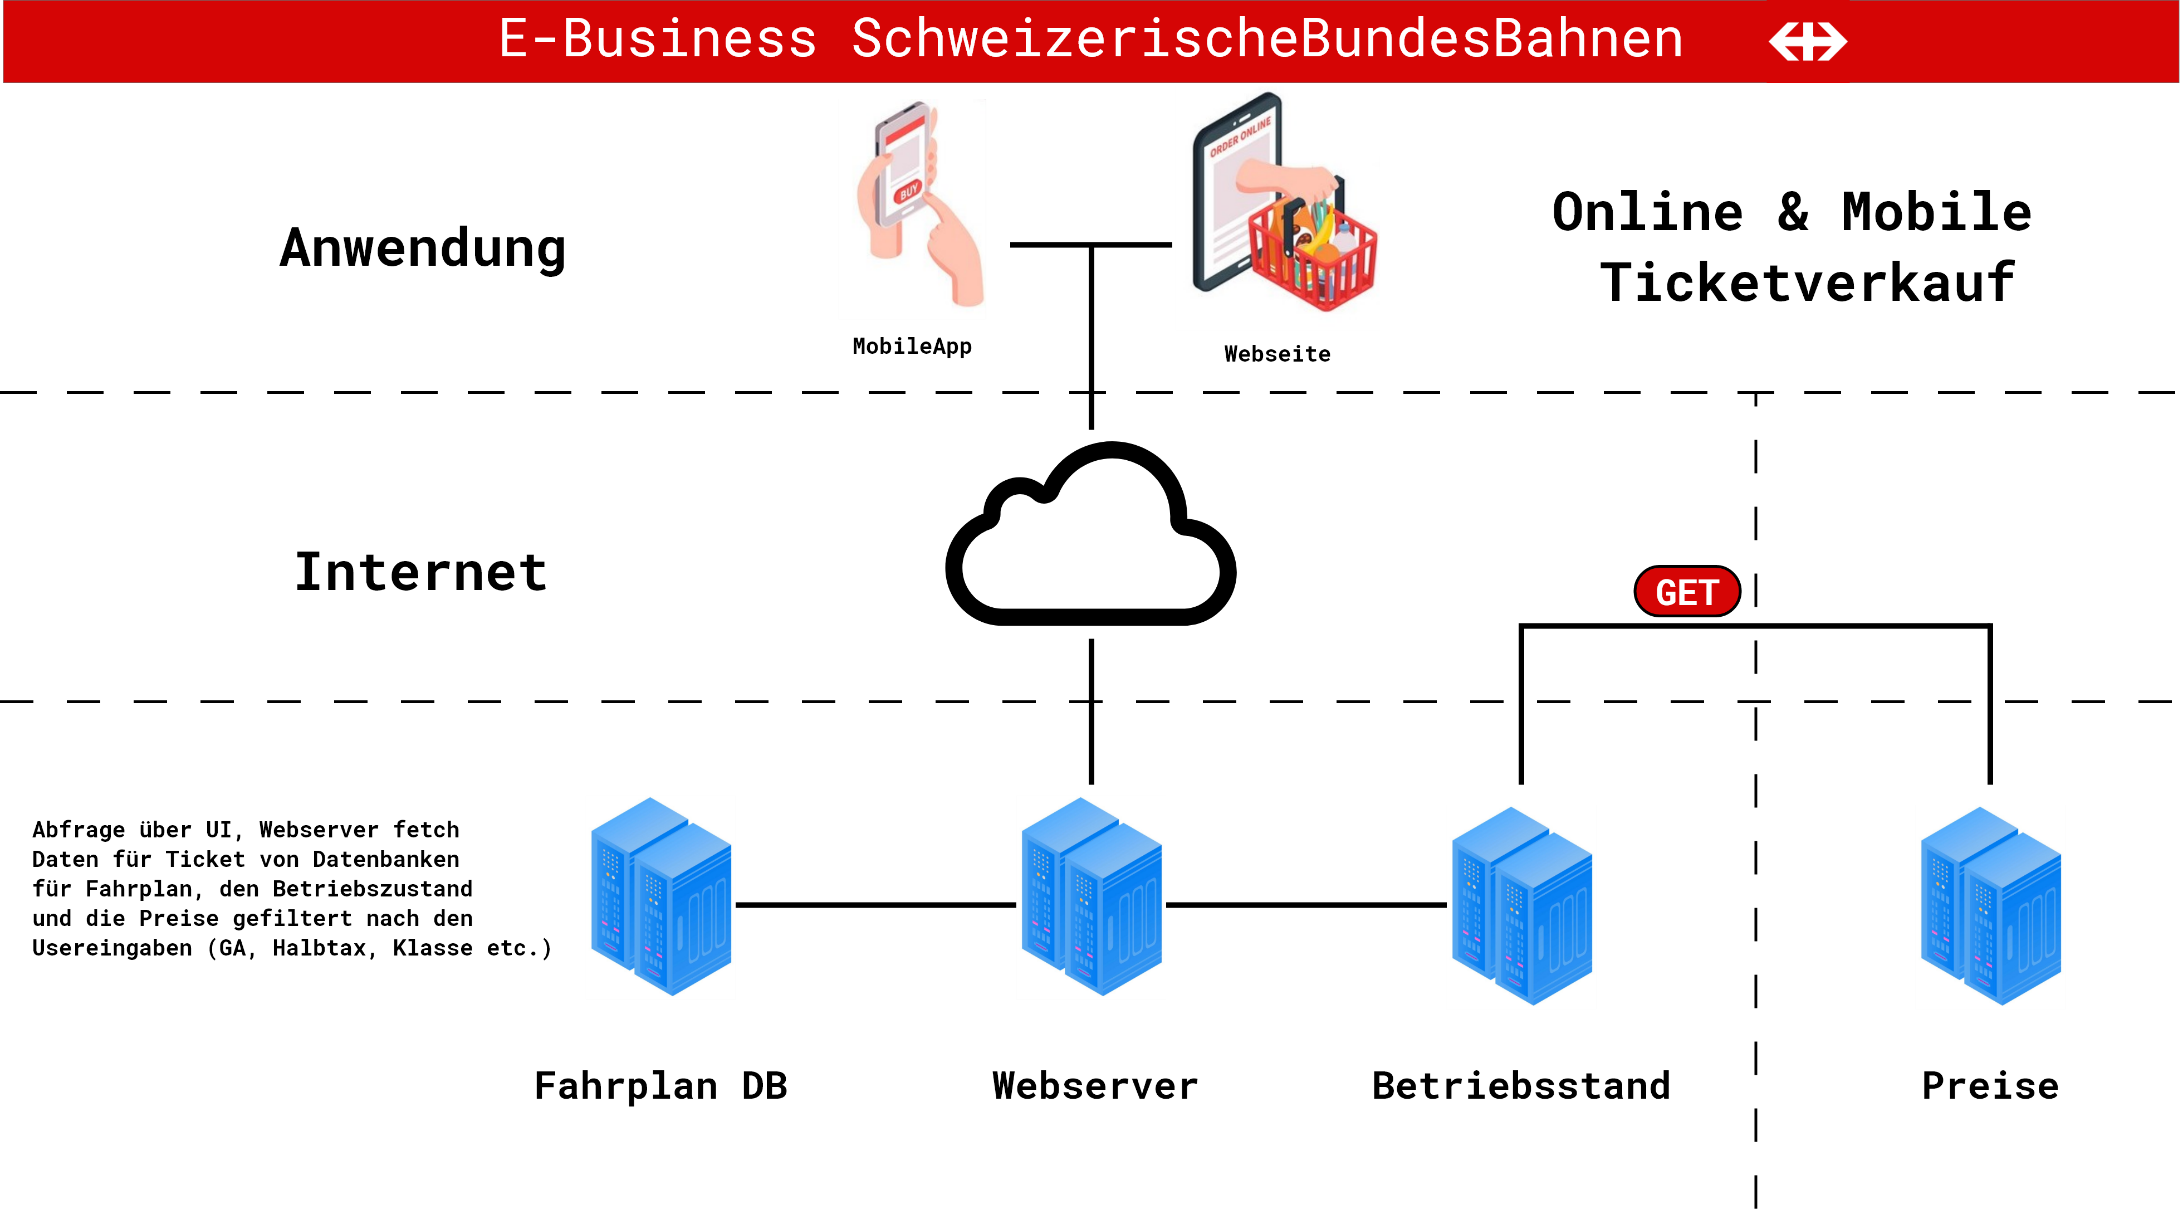 E-Business SchweizerischeBundesBahnen
BUY
ORDER ONLINE
Anwendung
Online & Mobile
Ticketverkauf
MobileApp
Webseite
Internet
GET
Abfrage über UI, Webserver fetch
Daten für Ticket von Datenbanken
für Fahrplan, den Betriebszustand
und die Preise gefiltert nach den
Usereingaben (GA, Halbtax, Klasse etc.)
Fahrplan DB
Webserver
Betriebsstand
Preise